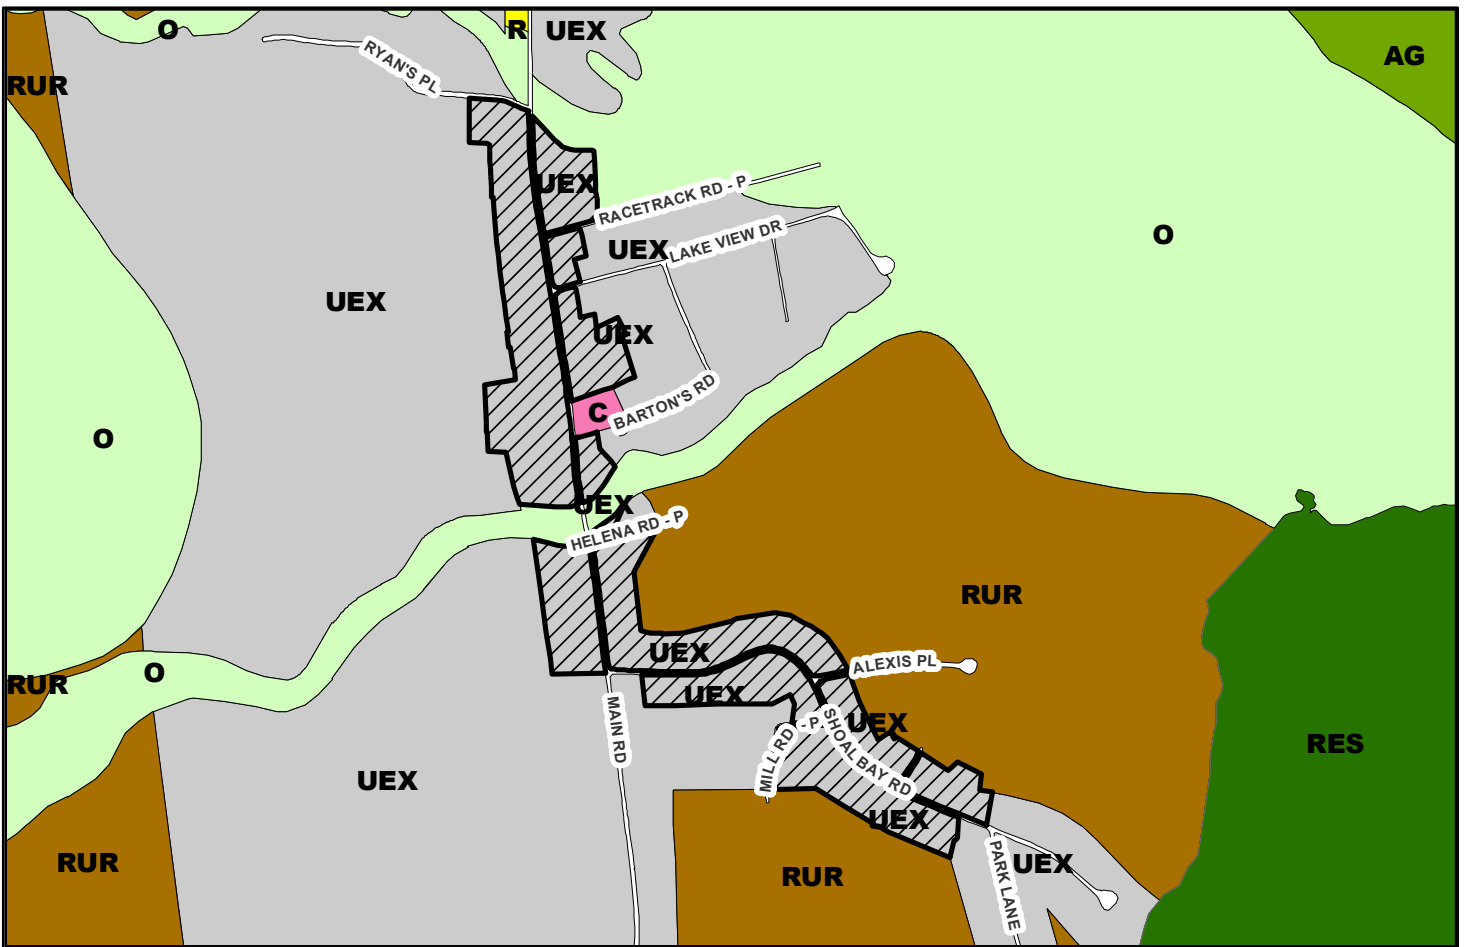 O
R
UEX
RYAN'S PL
AG
RUR
UEX
RACETRACK RD - P
UEX
LAKE VIEW DR
O
UEX
UEX
BARTON'S RD
C
O
UEX
HELENA RD - P
RUR
UEX
ALEXIS PL
O
RUR
UEX
MAIN RD
MILL RD - P
SHOAL BAY RD
UEX
RES
UEX
UEX
RUR
RUR
PARK LANE
UEX